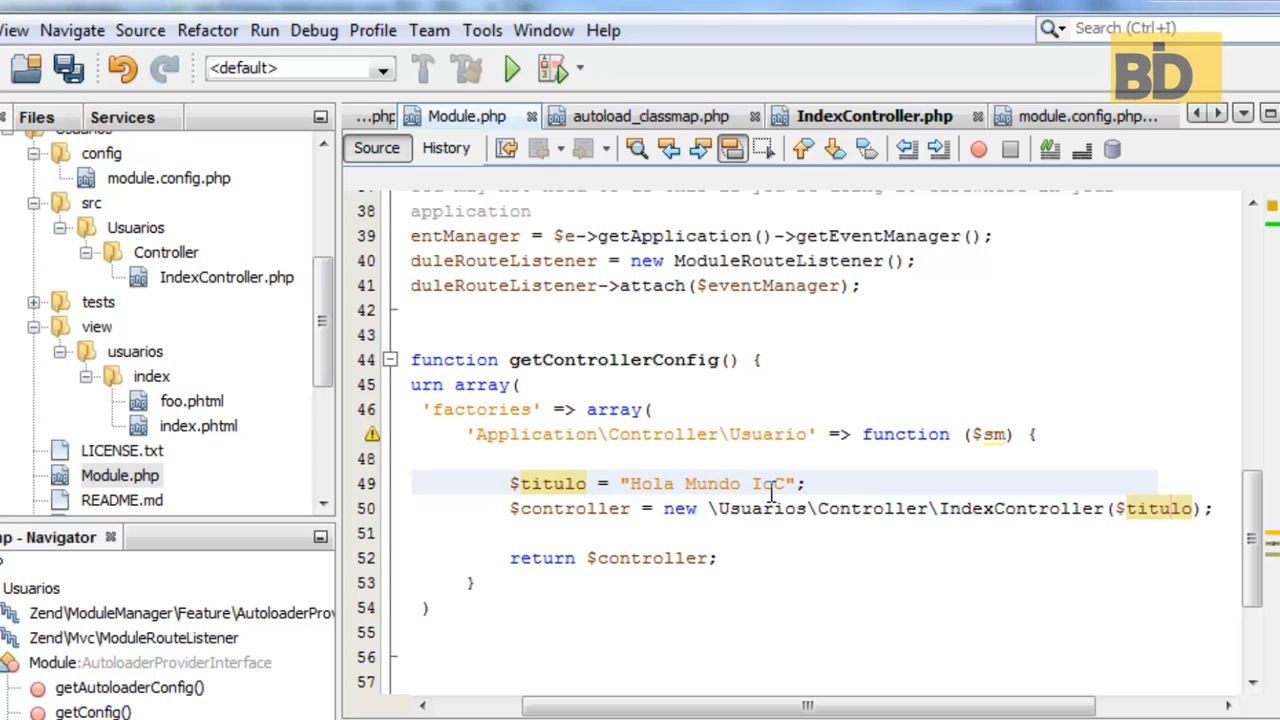 View Navigate Source Refactor Run Debug Profile Team Tools Window Help
Search (Ctrl+I)
BiD
<default>
Files Services
...php Module.php autoload_classmap.php IndexController.php module.config.php...
Source History
config
module.config.php
src
Usuarios
Controller
IndexController.php
tests
view
usuarios
index
foo.phtml
index.phtml
LICENSE.txt
Module.php
README.md
38 application
39 entManager = $e->getApplication()->getEventManager();
40 duleRouteListener = new ModuleRouteListener();
41 duleRouteListener->attach($eventManager);
42
43
44 function getControllerConfig() {
45 urn array(
46 'factories' => array(
'Application\Controller\Usuario' => function ($sm) {
48
49 $titulo = "Hola Mundo IoC";
50 $controller = new \Usuarios\Controller\IndexController($titulo);
51
52 return $controller;
53 }
54 )
55
56
57
hp - Navigator
Usuarios
Zend\ModuleManager\Feature\AutoloaderProv
Zend\Mvc\ModuleRouteListener
Module:AutoloaderProviderInterface
getAutoloaderConfig()
getConfig()